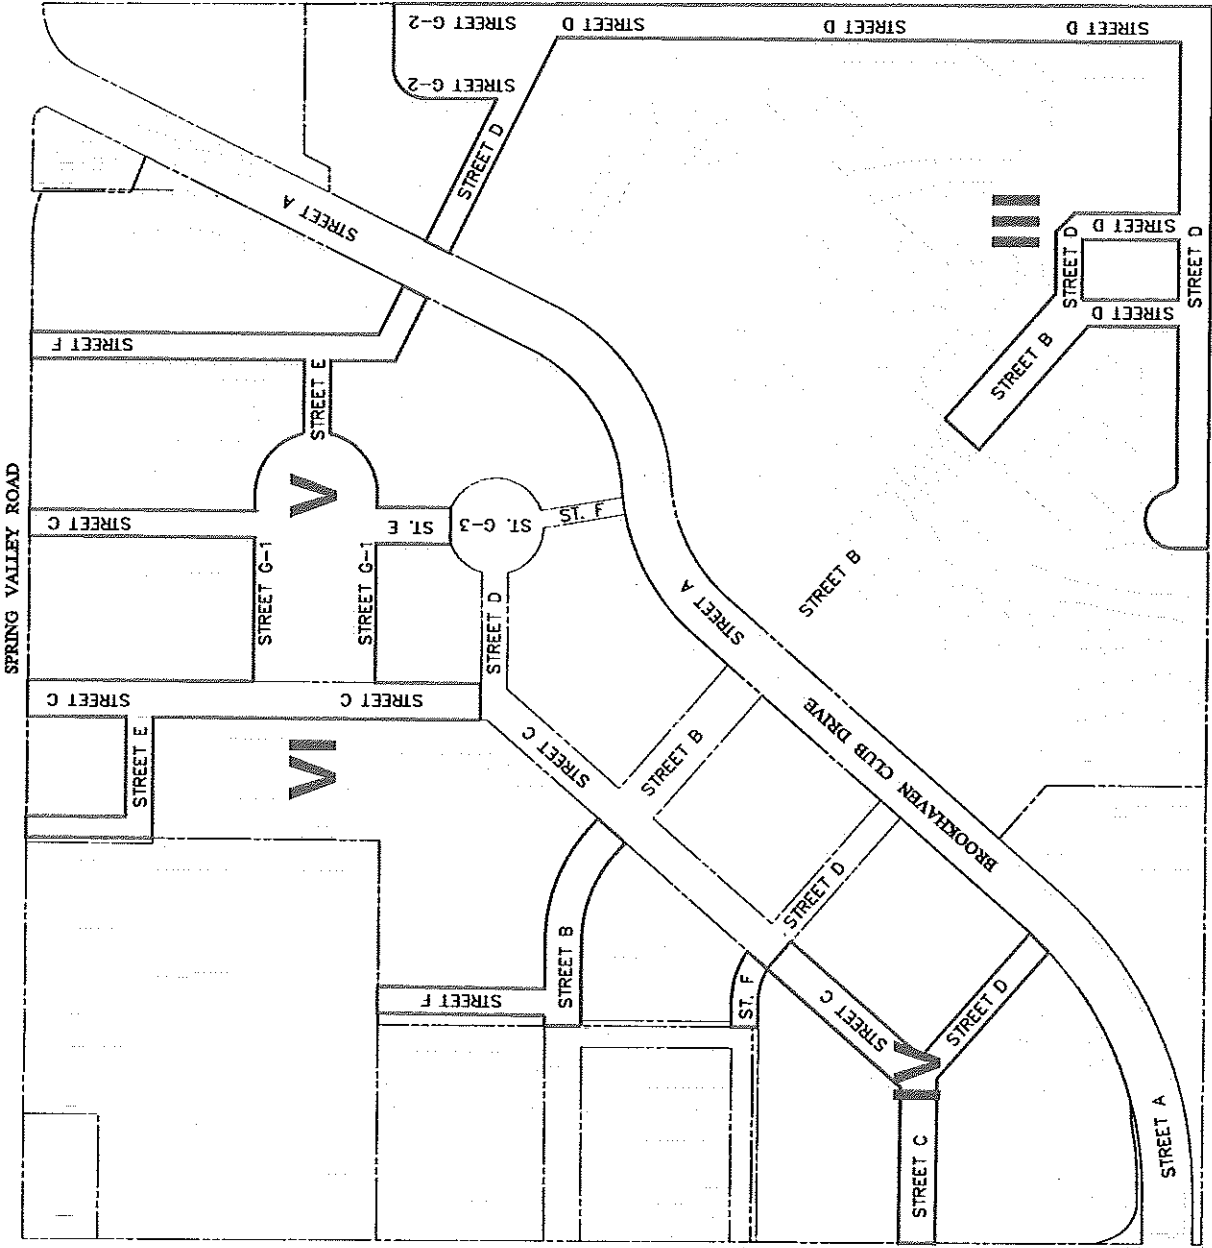 STREET G-2
STREET D
STREET D
STREET D
STREET G-2
STREET D
STREET A
III
STREET D
STREET D
STREET D
STREET F
STREET D
STREET E
STREET B
SPRING VALLEY ROAD
V
STREET C
ST. E
ST. G-3
ST. F
STREET G-1
STREET G-1
STREET D
STREET A
STREET B
STREET C
STREET C
STREET E
VI
STREET C
STREET B
BROOKHAVEN CLUB DRIVE
STREET D
STREET B
STREET F
ST. F
STREET C
STREET D
IV
STREET C
STREET A